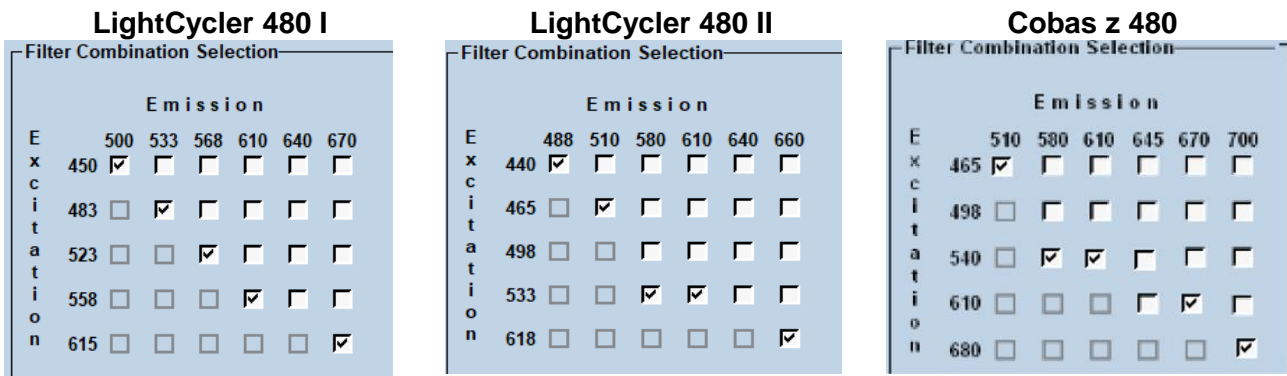 LightCycler 480 I
Filter Combination Selection
Emission
Excitation
500 533 568 610 640 670
450
483
523
558
615
LightCycler 480 II
Filter Combination Selection
Emission
Excitation
488 510 580 610 640 660
440
465
498
533
618
Cobas z 480
Filter Combination Selection
Emission
Excitation
510 580 610 645 670 700
465
498
540
610
680